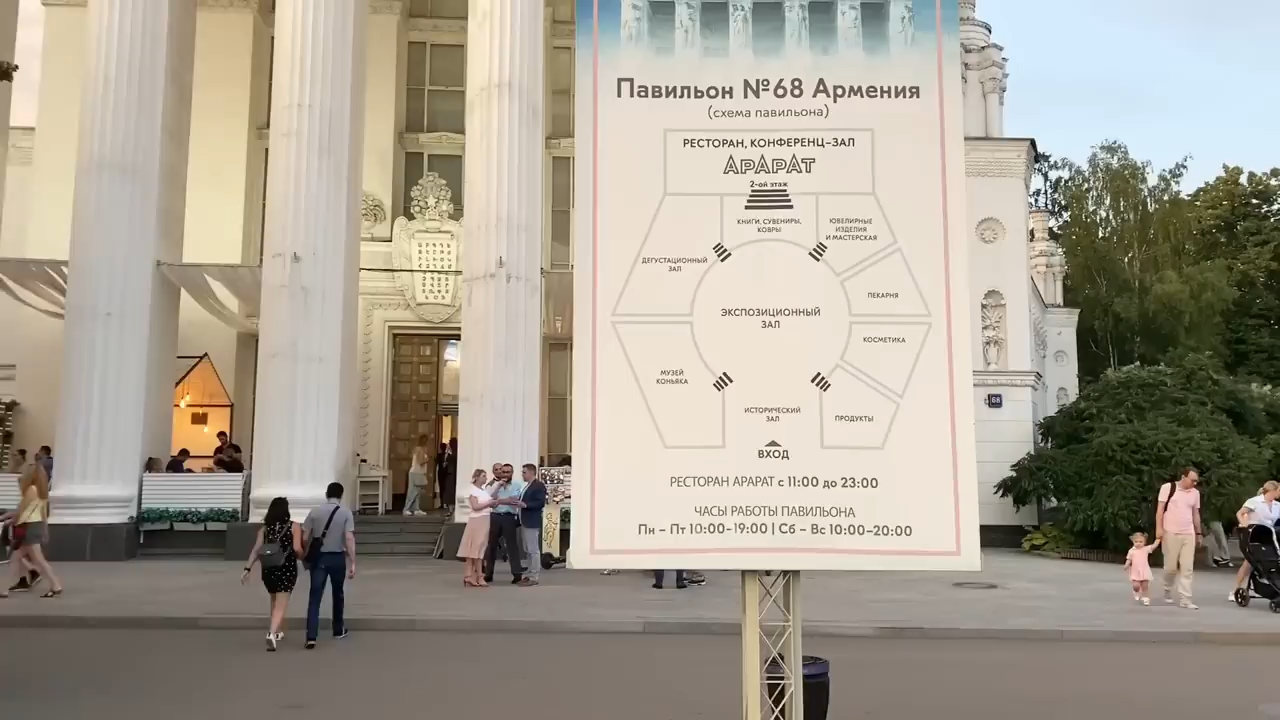 Павильон №68 Армения
(схема павильона)
РЕСТОРАН, КОНФЕРЕНЦ-ЗАЛ
АРАРАТ
2-ой этаж
КНИГИ, СУВЕНИРЫ,
КОВРЫ
ЮВЕЛИРНЫЕ
ИЗДЕЛИЯ
И МАСТЕРСКАЯ
ДЕГУСТАЦИОННЫЙ
ЗАЛ
ПЕКАРНЯ
ЭКСПОЗИЦИОННЫЙ
ЗАЛ
КОСМЕТИКА
МУЗЕЙ
КОНЬЯКА
ИСТОРИЧЕСКИЙ
ЗАЛ
ПРОДУКТЫ
ВХОД
РЕСТОРАН АРАРАТ с 11:00 до 23:00
ЧАСЫ РАБОТЫ ПАВИЛЬОНА
Пн – Пт 10:00-19:00 | Сб – Вс 10:00-20:00
68